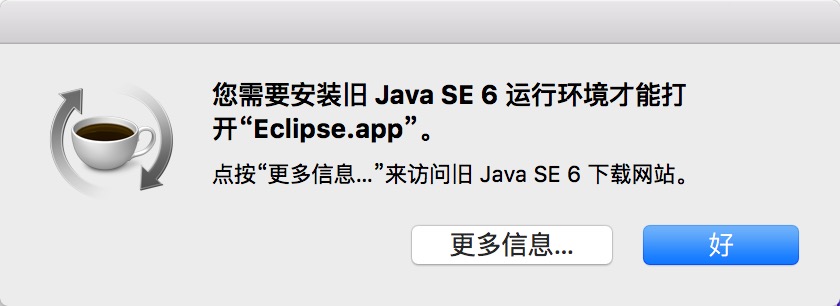 您需要安装旧 Java SE 6 运行环境才能打
开“Eclipse.app”。
点按“更多信息…”来访问旧 Java SE 6 下载网站。
更多信息…
好